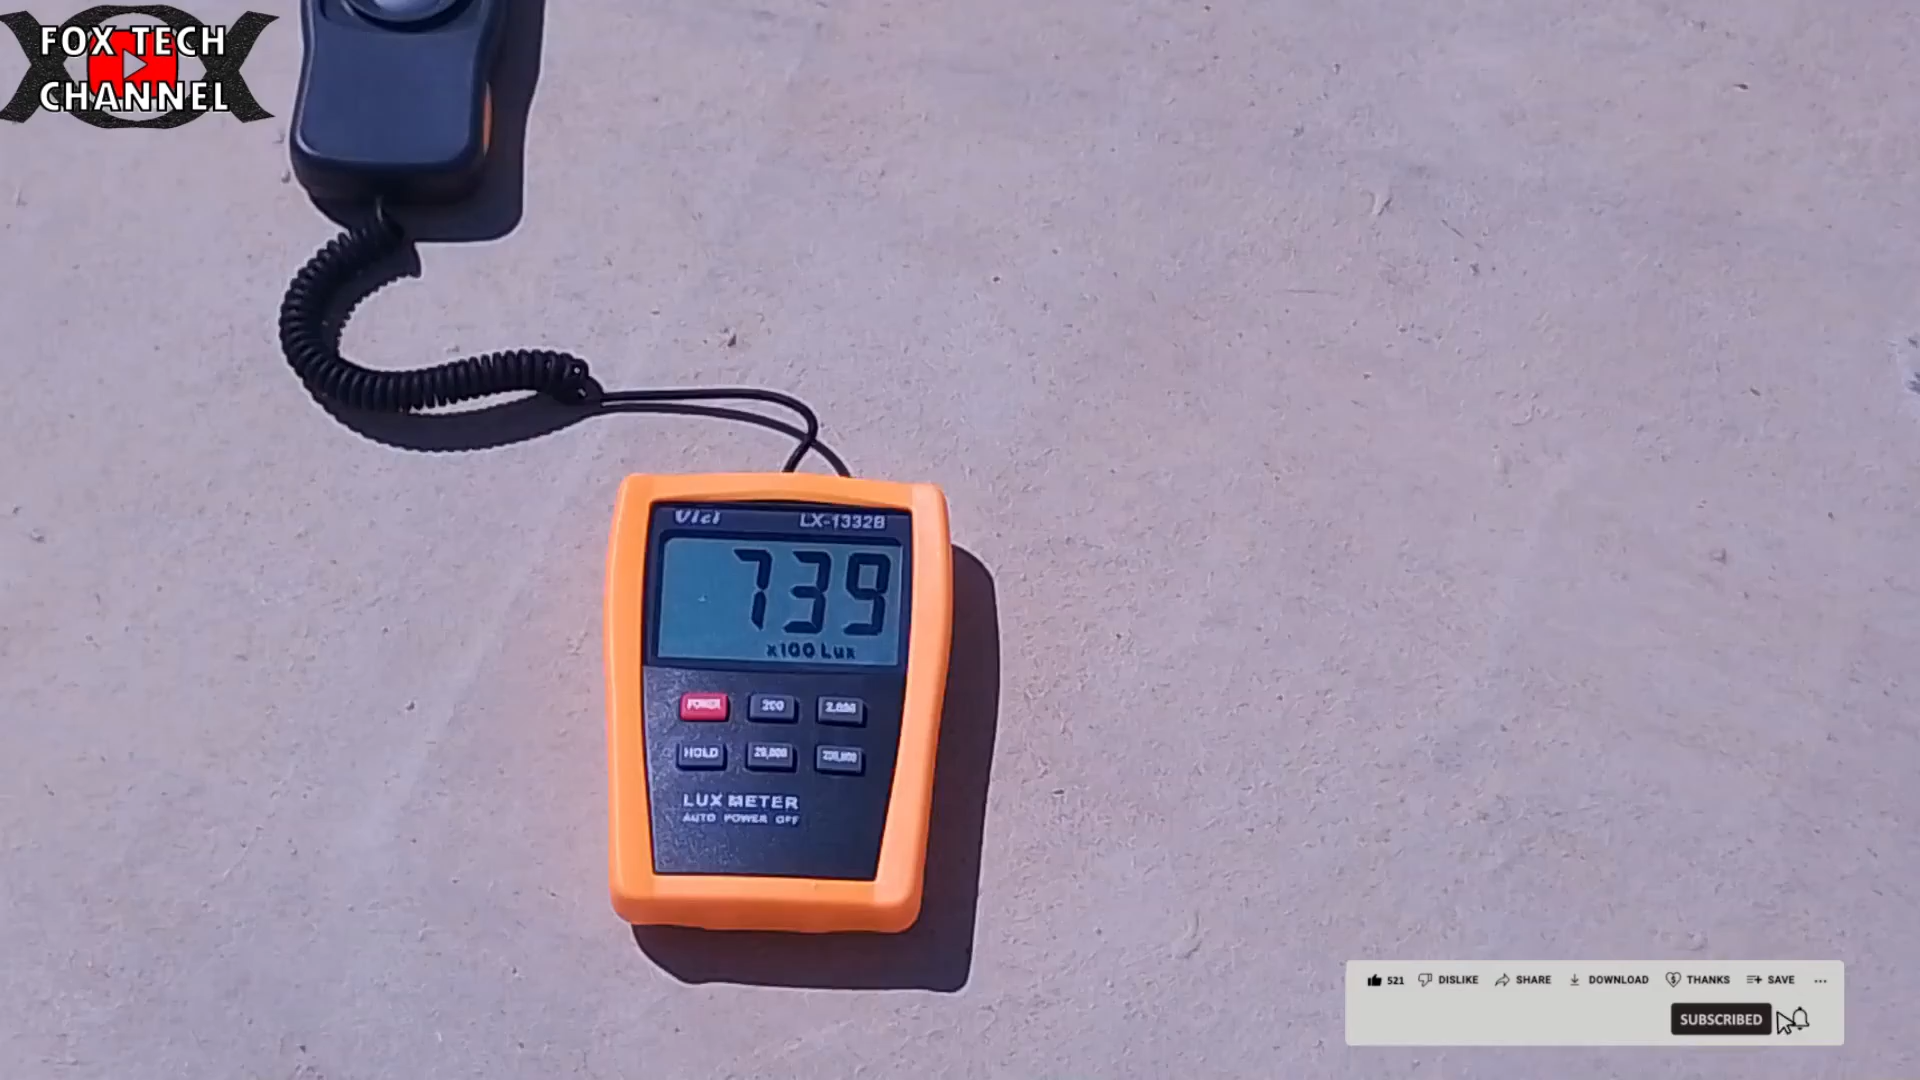 FOX TECH
CHANNEL
Vici LX-1332B
739
x100 Lux
POWER 200 2,000
HOLD 20,000 200,000
LUX METER
AUTO POWER OFF
521 DISLIKE SHARE DOWNLOAD THANKS SAVE
SUBSCRIBED